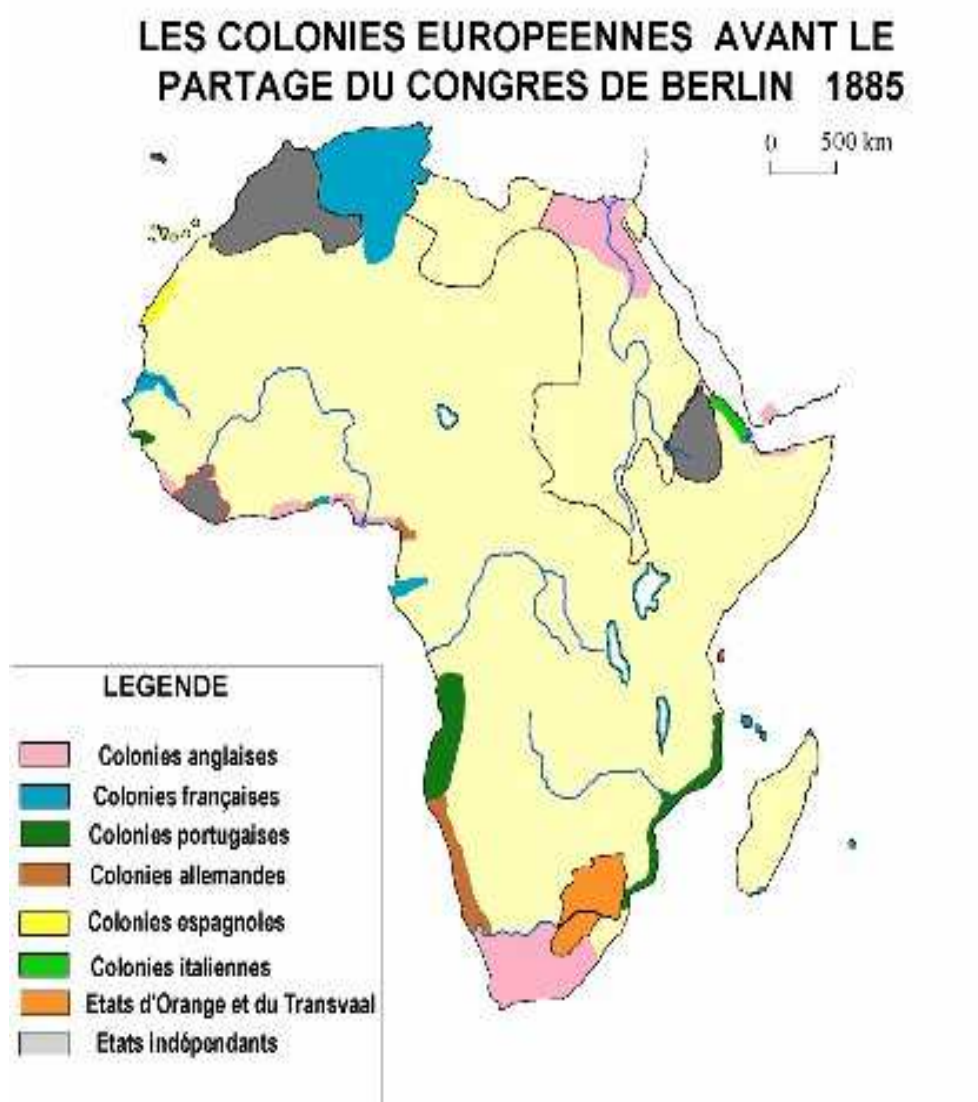 LES COLONIES EUROPEENNES AVANT LE
PARTAGE DU CONGRES DE BERLIN 1885
0 500 km
LEGENDE
Colonies anglaises
Colonies françaises
Colonies portugaises
Colonies allemandes
Colonies espagnoles
Colonies italiennes
Etats d'Orange et du Transvaal
Etats indépendants